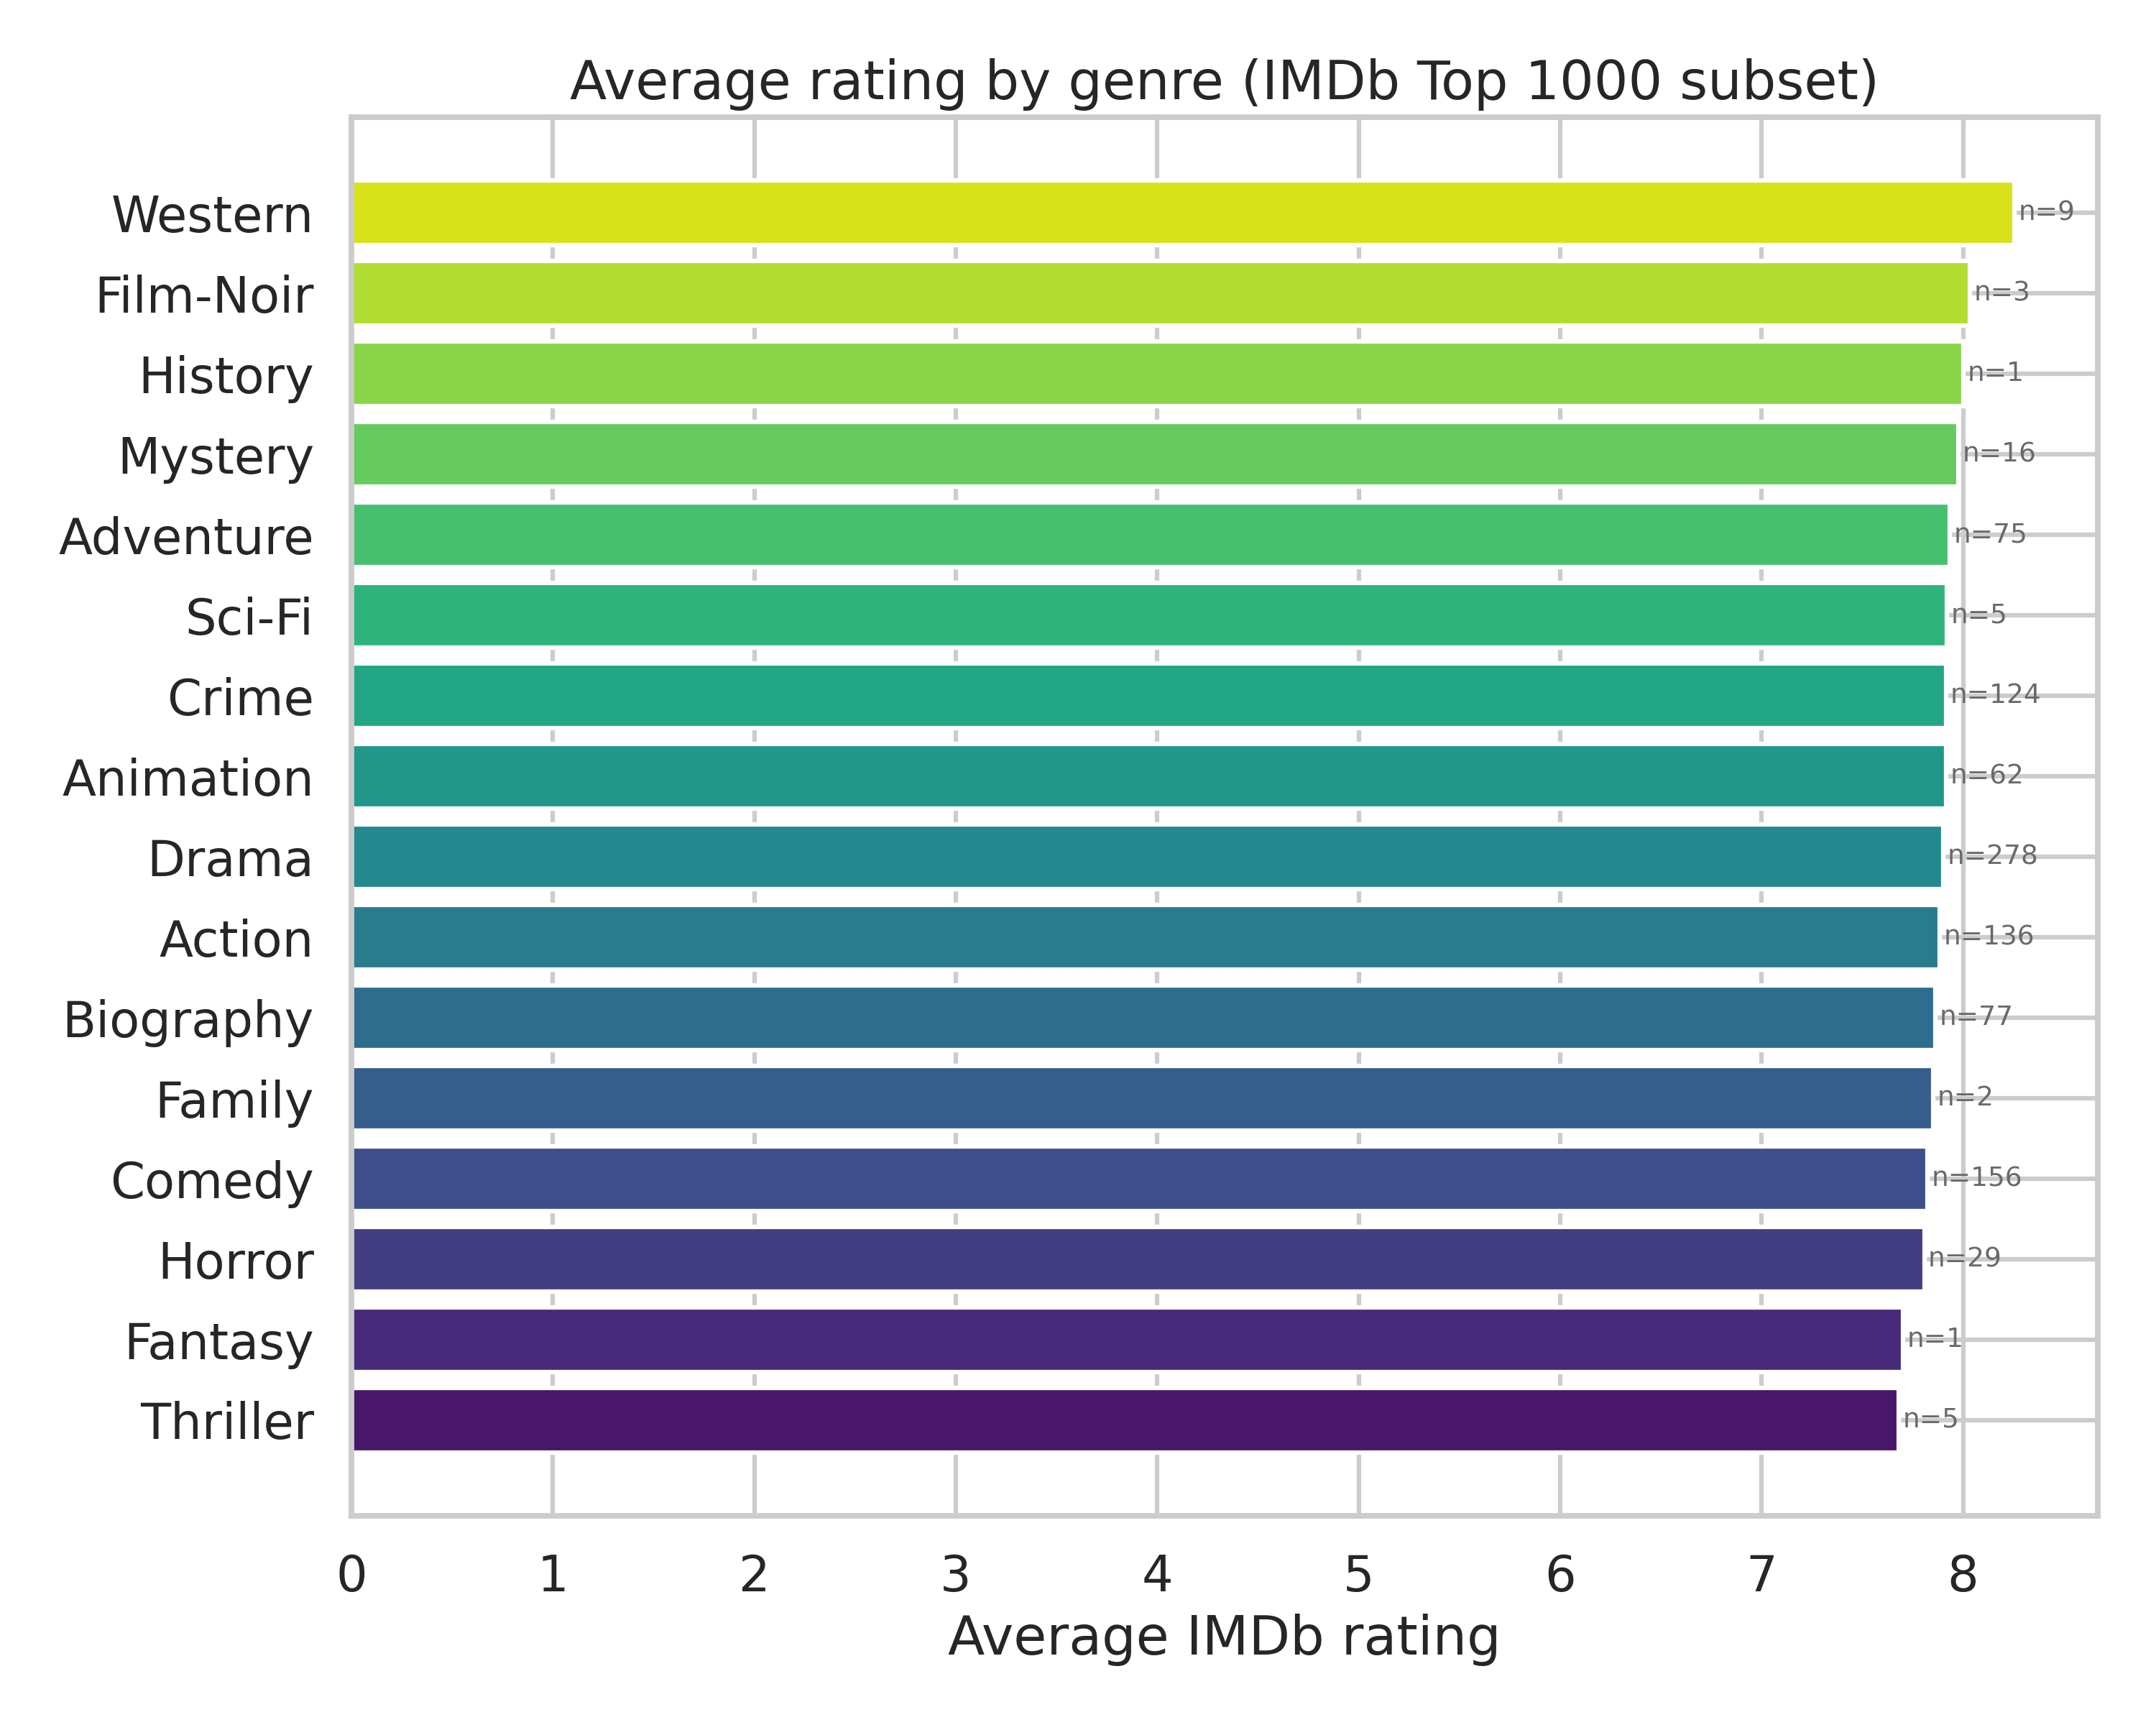 Average rating by genre (IMDb Top 1000 subset)
Western n=9
Film-Noir n=3
History n=1
Mystery n=16
Adventure n=75
Sci-Fi n=5
Crime n=124
Animation n=62
Drama n=278
Action n=136
Biography n=77
Family n=2
Comedy n=156
Horror n=29
Fantasy n=1
Thriller n=5
0 1 2 3 4 5 6 7 8
Average IMDb rating